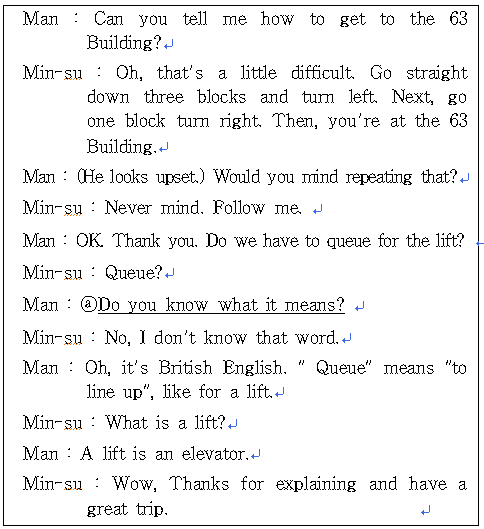 Man : Can you tell me how to get to the 63
Building?
Min-su : Oh, that's a little difficult. Go straight
down three blocks and turn left. Next, go
one block turn right. Then, you're at the 63
Building.
Man : (He looks upset.) Would you mind repeating that?
Min-su : Never mind. Follow me.
Man : OK. Thank you. Do we have to queue for the lift?
Min-su : Queue?
Man : ⓐDo you know what it means?
Min-su : No, I don't know that word.
Man : Oh, it's British English. " Queue" means "to
line up", like for a lift.
Min-su : What is a lift?
Man : A lift is an elevator.
Min-su : Wow, Thanks for explaining and have a
great trip.